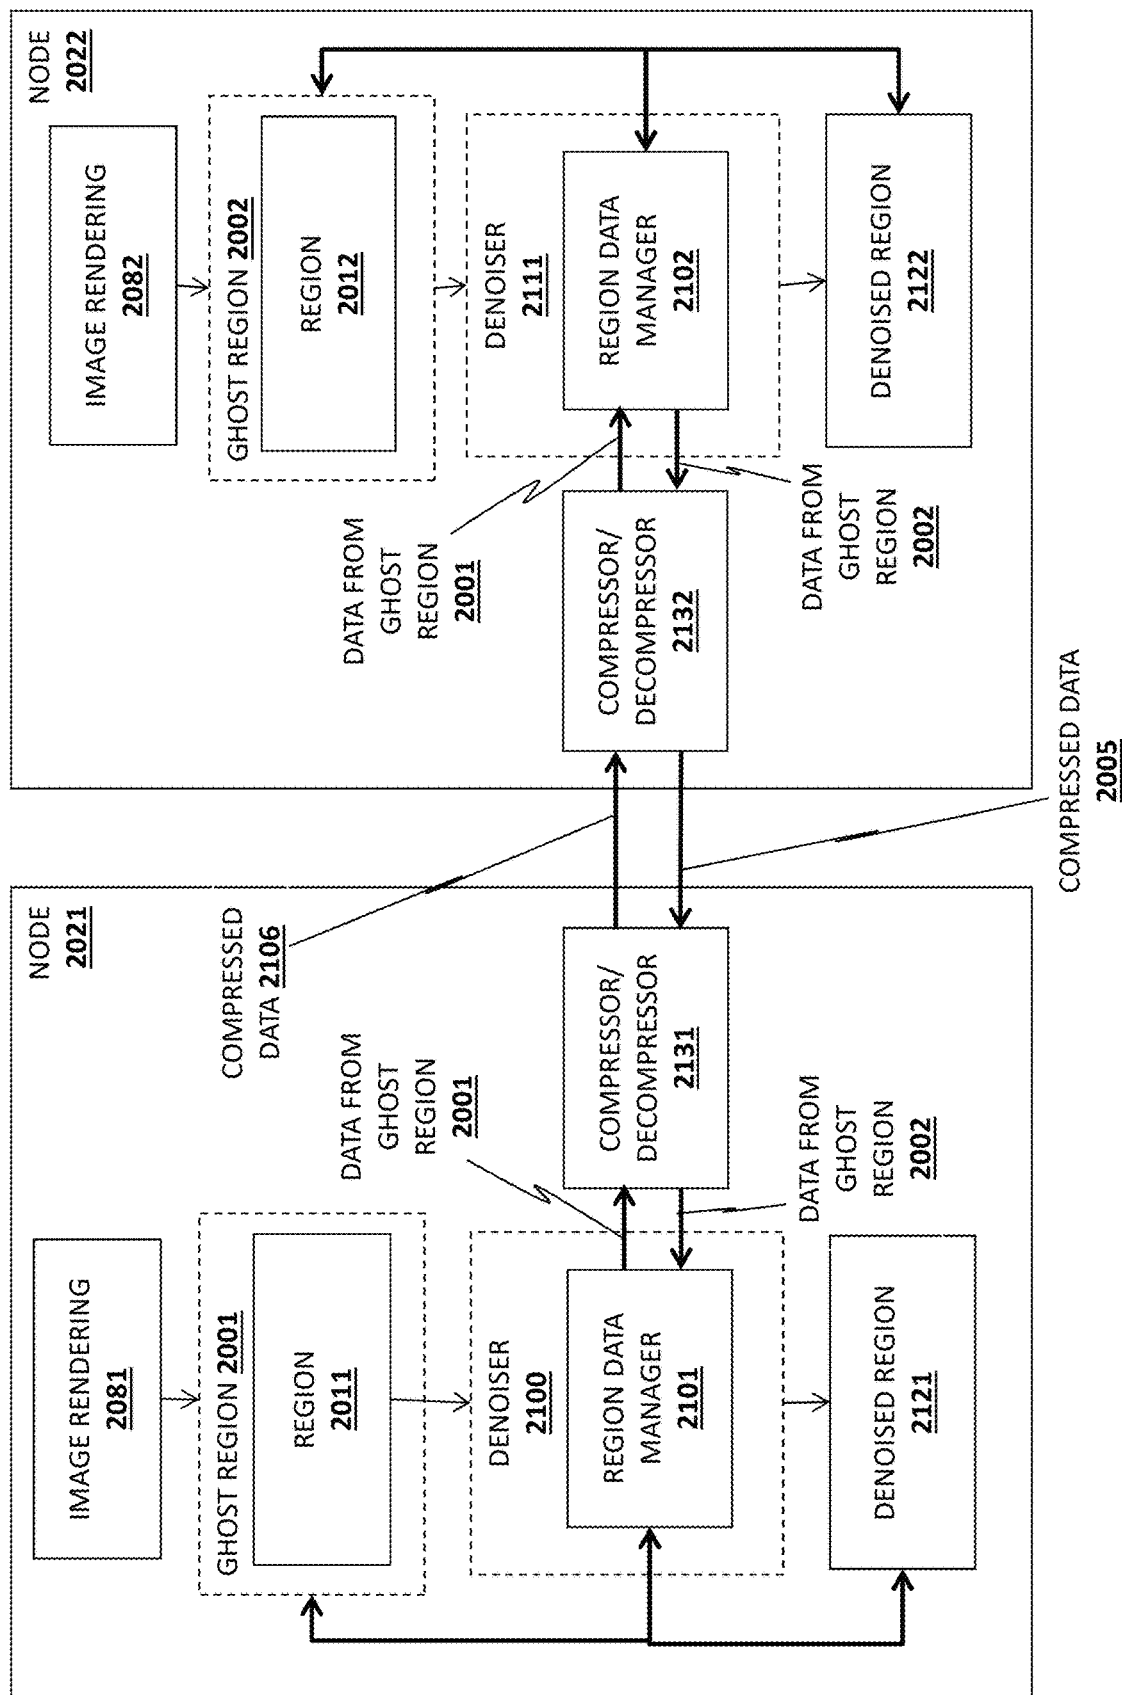 NODE
2021
IMAGE RENDERING
2081
GHOST REGION 2001
REGION
2011
DENOISER
2100
REGION DATA
MANAGER
2101
DENOISED REGION
2121
DATA FROM
GHOST
REGION
2001
COMPRESSOR/
DECOMPRESSOR
2131
DATA FROM
GHOST
REGION
2002
COMPRESSED
DATA 2106
COMPRESSED DATA
2005
NODE
2022
IMAGE RENDERING
2082
GHOST REGION 2002
REGION
2012
DENOISER
2111
REGION DATA
MANAGER
2102
DENOISED REGION
2122
DATA FROM
GHOST
REGION
2001
COMPRESSOR/
DECOMPRESSOR
2132
DATA FROM
GHOST
REGION
2002